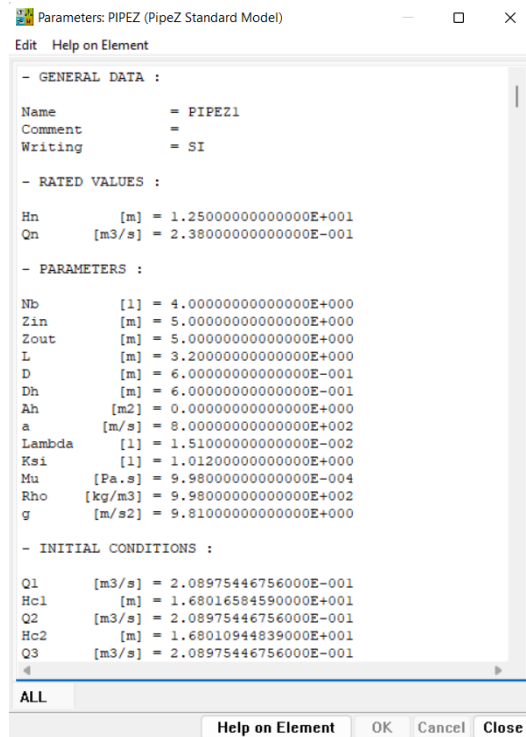 Parameters: PIPEZ (PipeZ Standard Model)
Edit Help on Element
- GENERAL DATA :
Name = PIPEZ1
Comment =
Writing = SI
- RATED VALUES :
Hn [m] = 1.25000000000000E+001
Qn [m3/s] = 2.38000000000000E-001
- PARAMETERS :
Nb [1] = 4.00000000000000E+000
Zin [m] = 5.00000000000000E+000
Zout [m] = 5.00000000000000E+000
L [m] = 3.20000000000000E+000
D [m] = 6.00000000000000E-001
Dh [m] = 6.00000000000000E-001
Ah [m2] = 0.00000000000000E+000
a [m/s] = 8.00000000000000E+002
Lambda [1] = 1.51000000000000E-002
Ksi [1] = 1.01200000000000E+000
Mu [Pa.s] = 9.98000000000000E-004
Rho [kg/m3] = 9.98000000000000E+002
g [m/s2] = 9.81000000000000E+000
- INITIAL CONDITIONS :
Q1 [m3/s] = 2.08975446756000E-001
Hc1 [m] = 1.68016584590000E+001
Q2 [m3/s] = 2.08975446756000E-001
Hc2 [m] = 1.68010944839000E+001
Q3 [m3/s] = 2.08975446756000E-001
ALL
Help on Element OK Cancel Close